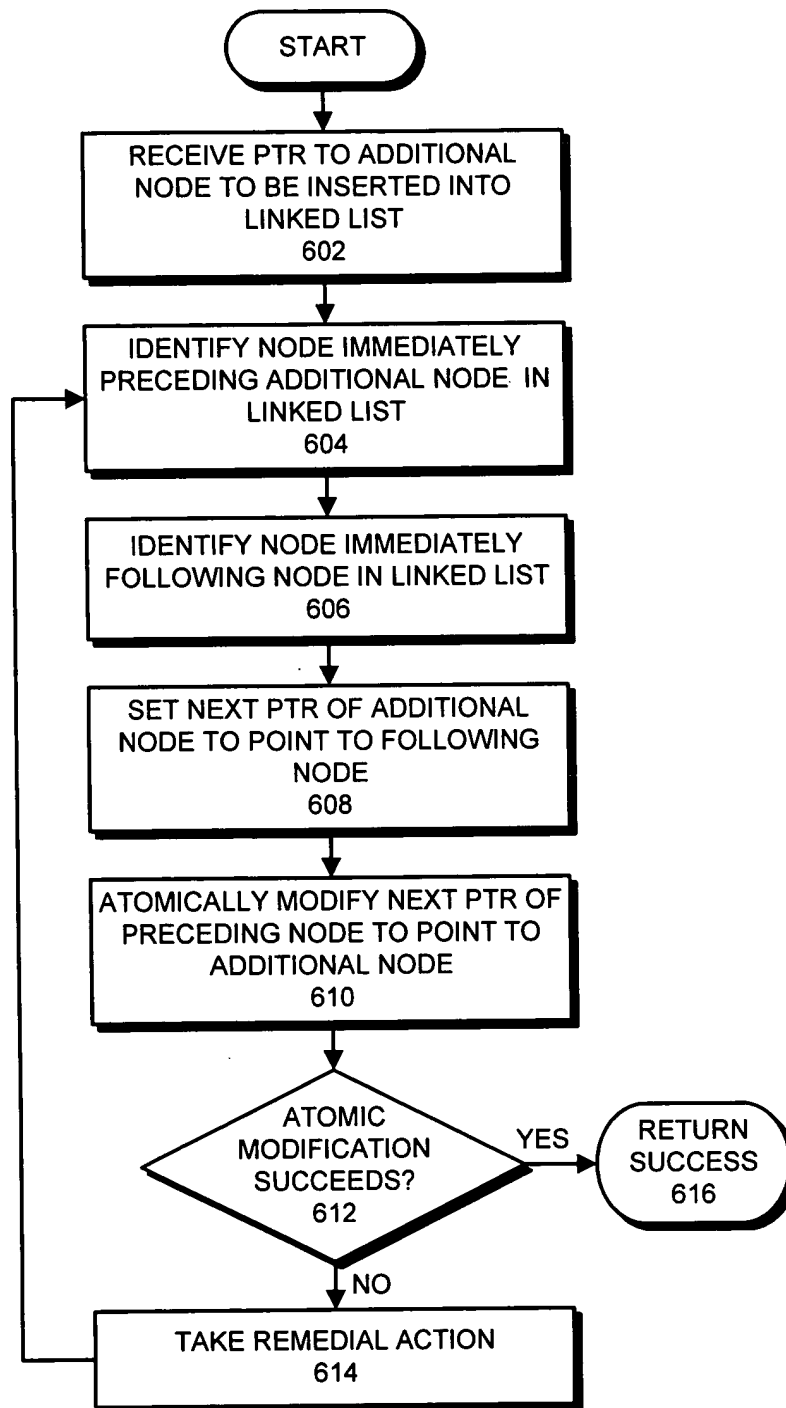 START
RECEIVE PTR TO ADDITIONAL
NODE TO BE INSERTED INTO
LINKED LIST
602
IDENTIFY NODE IMMEDIATELY
PRECEDING ADDITIONAL NODE IN
LINKED LIST
604
IDENTIFY NODE IMMEDIATELY
FOLLOWING NODE IN LINKED LIST
606
SET NEXT PTR OF ADDITIONAL
NODE TO POINT TO FOLLOWING
NODE
608
ATOMICALLY MODIFY NEXT PTR OF
PRECEDING NODE TO POINT TO
ADDITIONAL NODE
610
ATOMIC
MODIFICATION
SUCCEEDS?
612
YES
RETURN
SUCCESS
616
NO
TAKE REMEDIAL ACTION
614